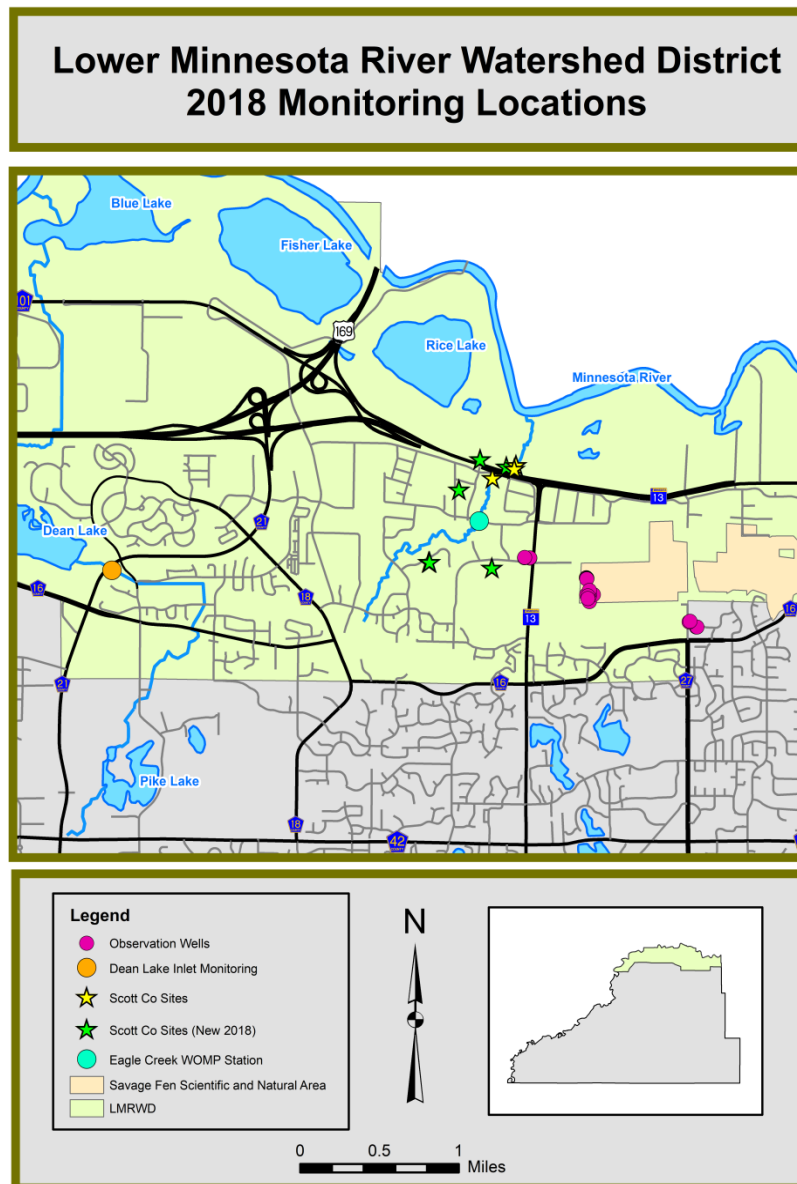 Lower Minnesota River Watershed District
2018 Monitoring Locations
Blue Lake
Fisher Lake
101
169
Rice Lake
Minnesota River
13
21
Dean Lake
16
18
13
16
21
16
27
Pike Lake
18
42
Legend
Observation Wells
Dean Lake Inlet Monitoring
Scott Co Sites
Scott Co Sites (New 2018)
Eagle Creek WOMP Station
Savage Fen Scientific and Natural Area
LMRWD
N
0 0.5 1
Miles